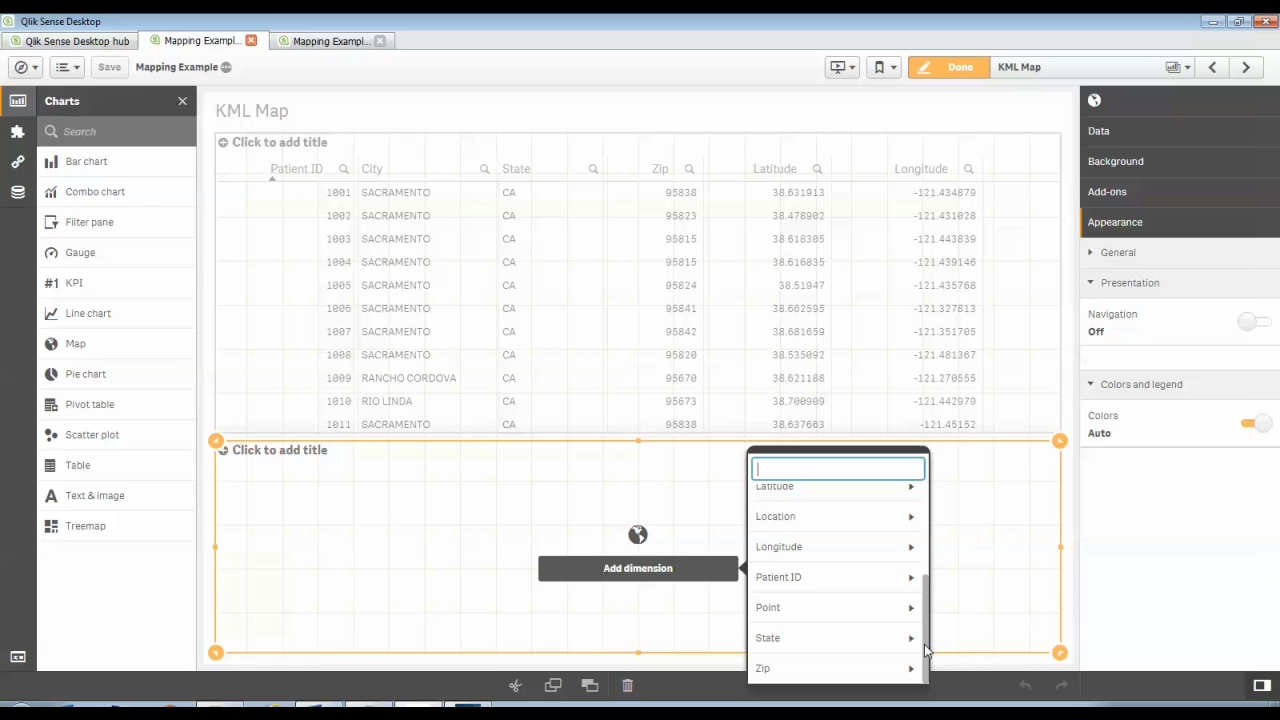 Qlik Sense Desktop
Qlik Sense Desktop hub
Mapping Exampl...
Mapping Exampl...
Save
Mapping Example
Done
KML Map
Charts
Search
Bar chart
Combo chart
Filter pane
Gauge
#1 KPI
Line chart
Map
Pie chart
Pivot table
Scatter plot
Table
A Text & image
Treemap
KML Map
Click to add title
Patient ID City State Zip Latitude Longitude
1001 SACRAMENTO CA 95838 38.631913 -121.434879
1002 SACRAMENTO CA 95823 38.478902 -121.431028
1003 SACRAMENTO CA 95815 38.618305 -121.443839
1004 SACRAMENTO CA 95815 38.616835 -121.439146
1005 SACRAMENTO CA 95824 38.51947 -121.435768
1006 SACRAMENTO CA 95841 38.662595 -121.327813
1007 SACRAMENTO CA 95842 38.681659 -121.351705
1008 SACRAMENTO CA 95820 38.535092 -121.481367
1009 RANCHO CORDOVA CA 95670 38.621188 -121.270555
1010 RIO LINDA CA 95673 38.700909 -121.442979
1011 SACRAMENTO CA 95838 38.637663 -121.45152
Click to add title
Add dimension
Latitude
Location
Longitude
Patient ID
Point
State
Zip
Data
Background
Add-ons
Appearance
General
Presentation
Navigation
Off
Colors and legend
Colors
Auto